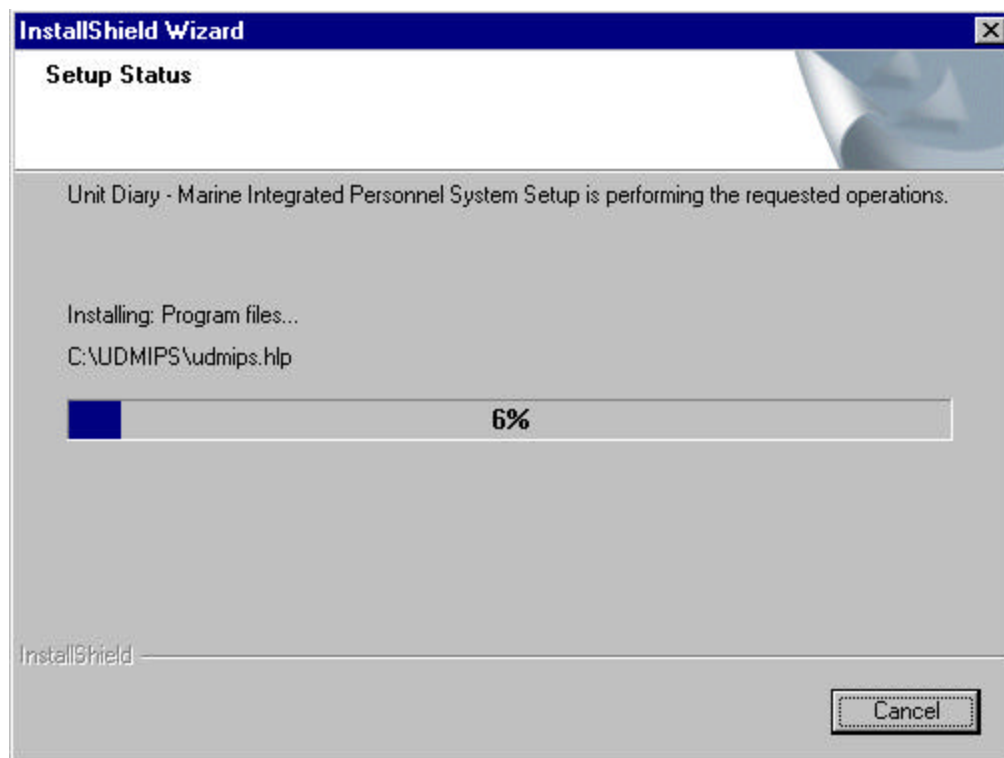 InstallShield Wizard
Setup Status
Unit Diary - Marine Integrated Personnel System Setup is performing the requested operations.
Installing: Program files...
C:\UDMIPS\udmips.hlp
6%
InstallShield
Cancel